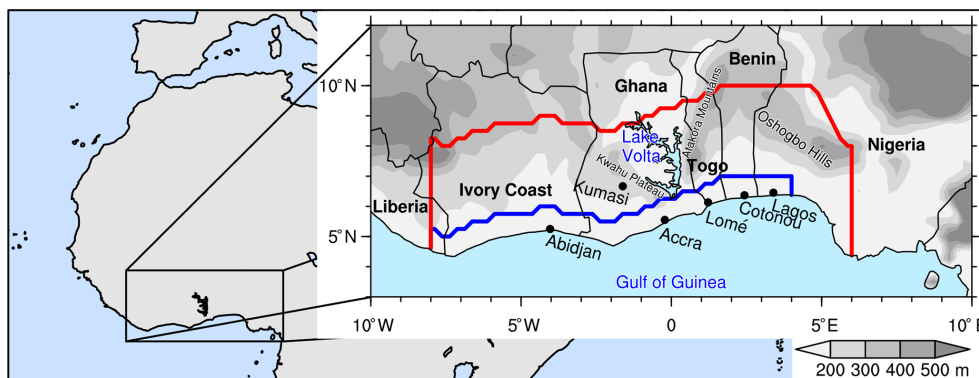 Benin
10°N
Ghana
Atakora Mountains
Oshogbo Hills
Lake
Volta
Nigeria
Kwahu Plateau
Togo
Ivory Coast
Kumasi
Liberia
Lagos
Cotonou
Lomé
5°N
Abidjan
Accra
Gulf of Guinea
10°W 5°W 0 5°E 10°E
200 300 400 500 m